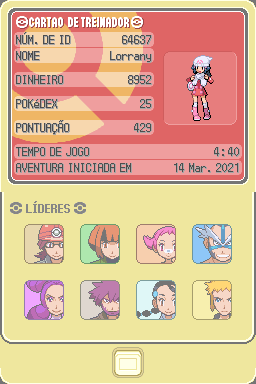 CARTÃO DE TREINADOR
NÚM. DE ID 64637
NOME Lorrany
DINHEIRO 8952
POKéDEX 25
PONTUAÇÃO 429
TEMPO DE JOGO 4:40
AVENTURA INICIADA EM 14 Mar. 2021
LÍDERES